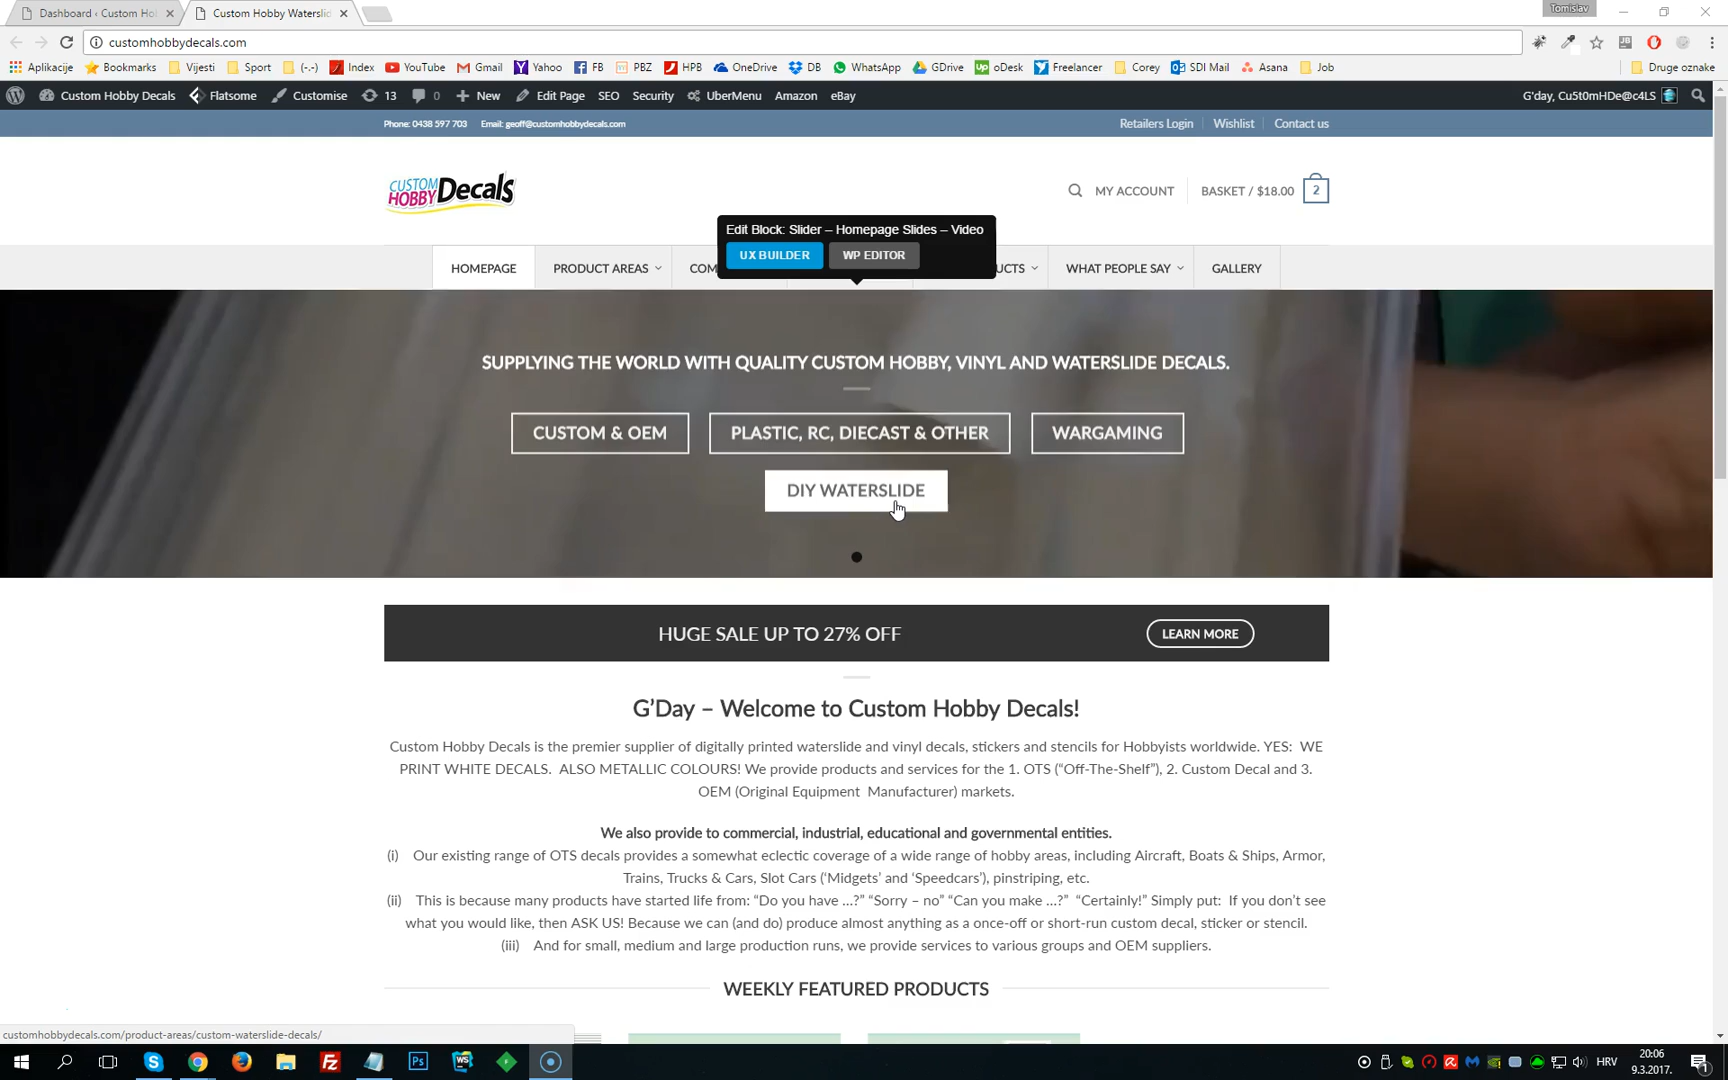 Dashboard ‹ Custom Hob
Custom Hobby Waterslid
Tomislav
customhobbydecals.com
Aplikacije Bookmarks Vijesti Sport (-.-) Index YouTube Gmail Yahoo FB PBZ HPB OneDrive DB WhatsApp GDrive oDesk Freelancer Corey SDI Mail Asana Job Druge oznake
Custom Hobby Decals Flatsome Customise 13 0 New Edit Page SEO Security UberMenu Amazon eBay G'day, Cu5t0mHDe@c4LS
Phone: 0438 597 703 Email: geoff@customhobbydecals.com Retailers Login Wishlist Contact us
CUSTOM HOBBY Decals
MY ACCOUNT BASKET / $18.00 2
Edit Block: Slider – Homepage Slides – Video
UX BUILDER WP EDITOR
HOMEPAGE PRODUCT AREAS COM UCTS WHAT PEOPLE SAY GALLERY
SUPPLYING THE WORLD WITH QUALITY CUSTOM HOBBY, VINYL AND WATERSLIDE DECALS.
CUSTOM & OEM PLASTIC, RC, DIECAST & OTHER WARGAMING
DIY WATERSLIDE
HUGE SALE UP TO 27% OFF LEARN MORE
G'Day – Welcome to Custom Hobby Decals!
Custom Hobby Decals is the premier supplier of digitally printed waterslide and vinyl decals, stickers and stencils for Hobbyists worldwide. YES: WE
PRINT WHITE DECALS. ALSO METALLIC COLOURS! We provide products and services for the 1. OTS ("Off-The-Shelf"), 2. Custom Decal and 3.
OEM (Original Equipment Manufacturer) markets.
We also provide to commercial, industrial, educational and governmental entities.
(i) Our existing range of OTS decals provides a somewhat eclectic coverage of a wide range of hobby areas, including Aircraft, Boats & Ships, Armor,
Trains, Trucks & Cars, Slot Cars ('Midgets' and 'Speedcars'), pinstriping, etc.
(ii) This is because many products have started life from: "Do you have ...?" "Sorry – no" "Can you make ...?" "Certainly!" Simply put: If you don't see
what you would like, then ASK US! Because we can (and do) produce almost anything as a once-off or short-run custom decal, sticker or stencil.
(iii) And for small, medium and large production runs, we provide services to various groups and OEM suppliers.
WEEKLY FEATURED PRODUCTS
customhobbydecals.com/product-areas/custom-waterslide-decals/
HRV 20:06
9.3.2017.